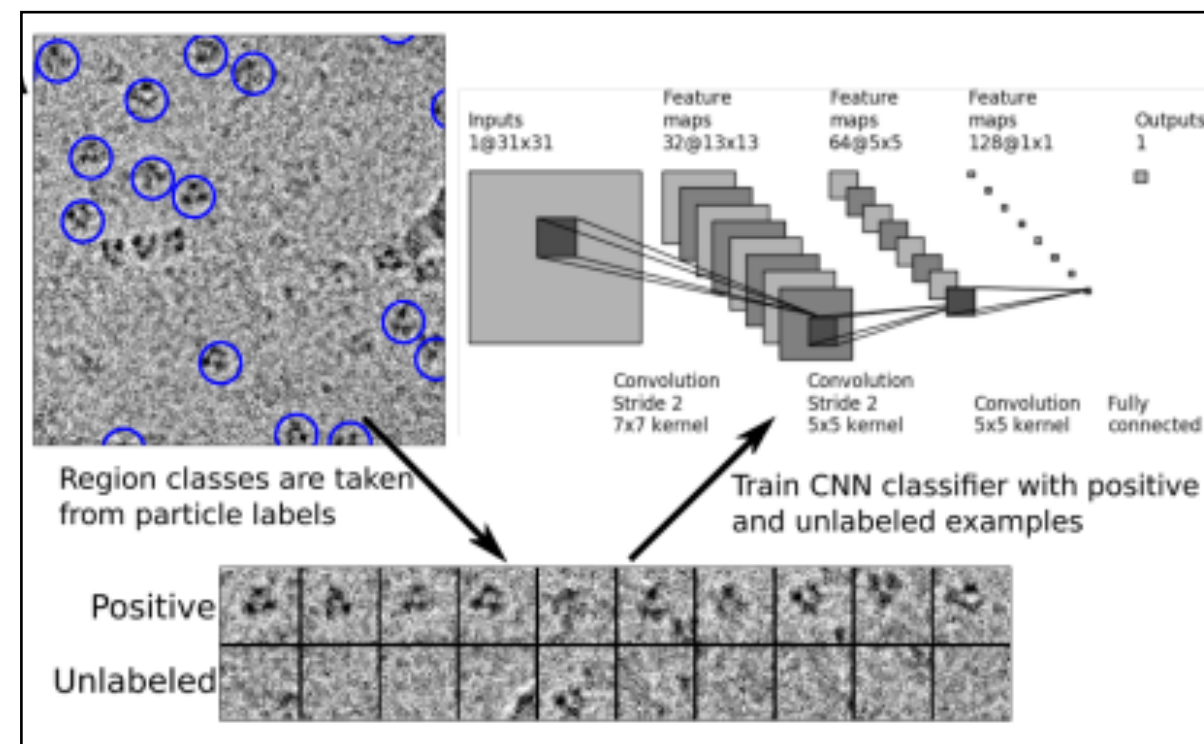 Inputs
1@31x31
Feature
maps
32@13x13
Feature
maps
64@5x5
Feature
maps
128@1x1
Outputs
1
Convolution
Stride 2
7x7 kernel
Convolution
Stride 2
5x5 kernel
Convolution
5x5 kernel
Fully
connected
Region classes are taken
from particle labels
Train CNN classifier with positive
and unlabeled examples
Positive
Unlabeled